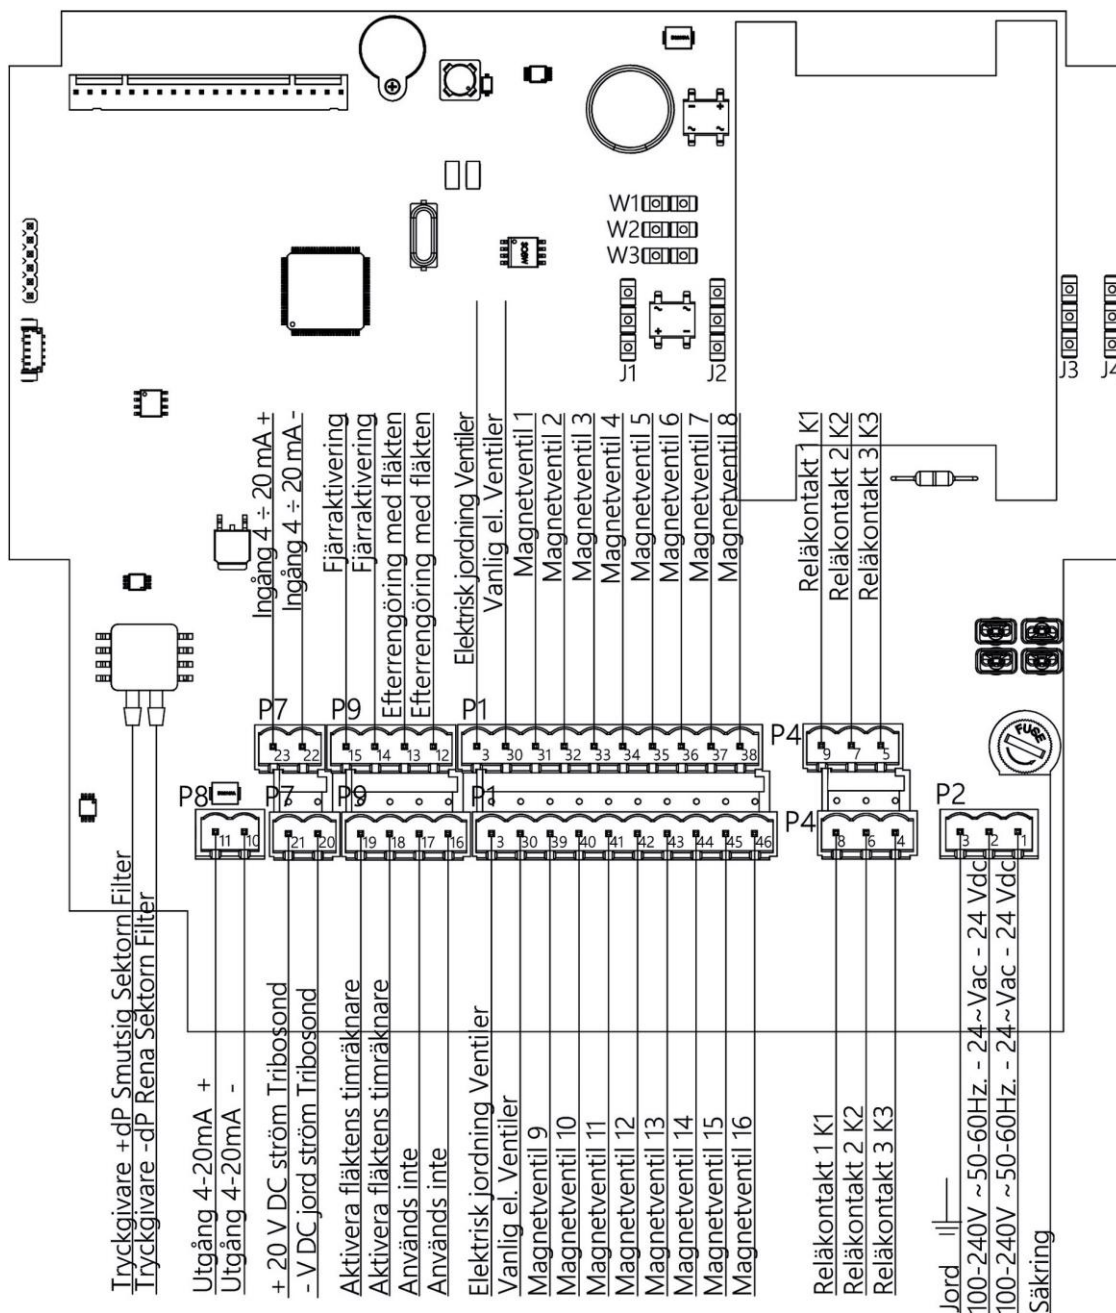 W1
W2
W3
J1
J2
J3
J4
Ingång 4 ÷ 20 mA +
Ingång 4 ÷ 20 mA -
Fjärraktivering
Fjärraktivering
Efterrengöring med fläkten
Efterrengöring med fläkten
Elektrisk jordning Ventiler
Vanlig el. Ventiler
Magnetventil 1
Magnetventil 2
Magnetventil 3
Magnetventil 4
Magnetventil 5
Magnetventil 6
Magnetventil 7
Magnetventil 8
Reläkontakt 1 K1
Reläkontakt 2 K2
Reläkontakt 3 K3
P7
P9
P1
P4
FUSE
23 22
15 14 13 12
3 30 31 32 33 34 35 36 37 38
9 7 5
P8
P7
P9
P1
P4
P2
11 10
21 20
19 18 17 16
3 30 39 40 41 42 43 44 45 46
8 6 4
3 2 1
Tryckgivare +dP Smutsig Sektorn Filter
Tryckgivare -dP Rena Sektorn Filter
Utgång 4-20mA +
Utgång 4-20mA -
+ 20 V DC ström Tribosond
- V DC jord ström Tribosond
Aktivera fläktens timräknare
Aktivera fläktens timräknare
Används inte
Används inte
Elektrisk jordning Ventiler
Vanlig el. Ventiler
Magnetventil 9
Magnetventil 10
Magnetventil 11
Magnetventil 12
Magnetventil 13
Magnetventil 14
Magnetventil 15
Magnetventil 16
Reläkontakt 1 K1
Reläkontakt 2 K2
Reläkontakt 3 K3
Jord
100-240V ~50-60Hz. - 24~Vac - 24 Vdc
100-240V ~50-60Hz. - 24~Vac - 24 Vdc
Säkring